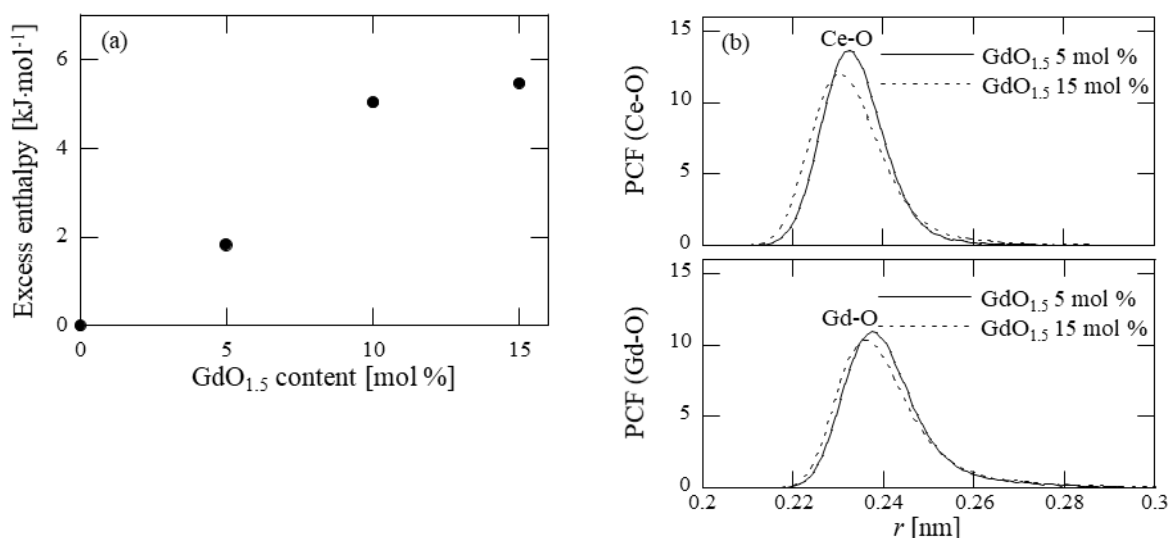 (a)
Excess enthalpy [kJ·mol⁻¹]
6
4
2
0
0 5 10 15
GdO₁.₅ content [mol %]
(b)
Ce-O
GdO₁.₅ 5 mol %
GdO₁.₅ 15 mol %
PCF (Ce-O)
15
10
5
0
Gd-O
GdO₁.₅ 5 mol %
GdO₁.₅ 15 mol %
PCF (Gd-O)
15
10
5
0
0.2 0.22 0.24 0.26 0.28 0.3
r [nm]